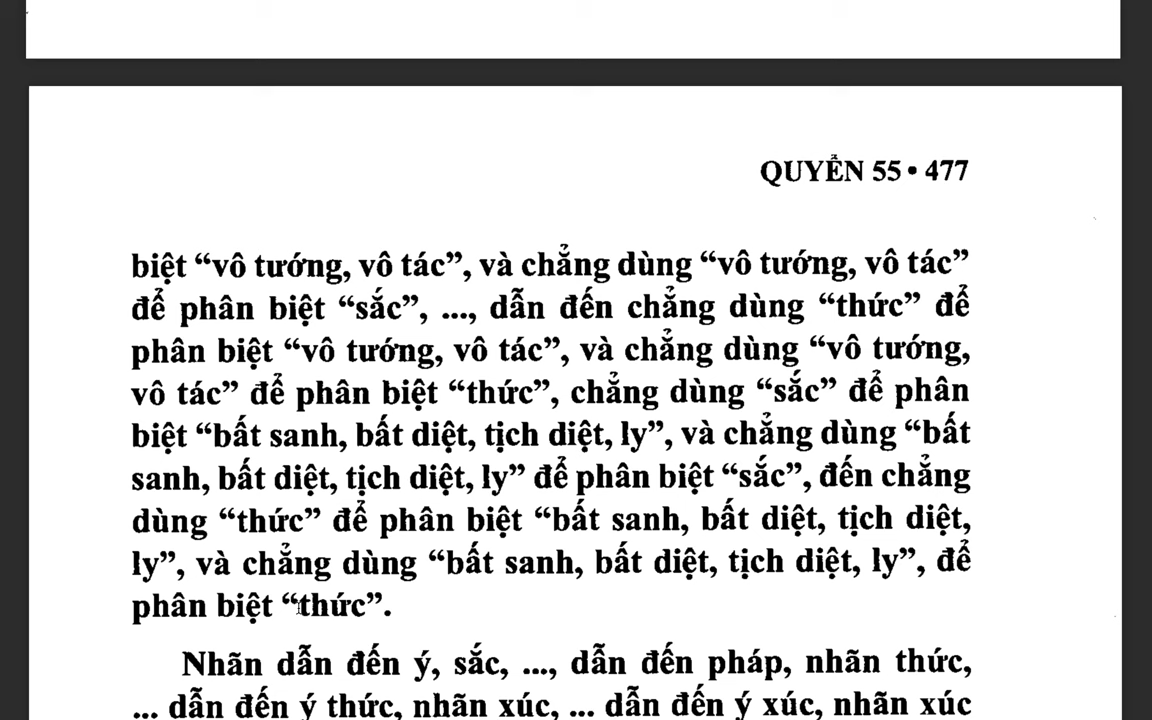 QUYỂN 55 • 477
biệt “vô tướng, vô tác”, và chẳng dùng “vô tướng, vô tác”
để phân biệt “sắc”, ..., dẫn đến chẳng dùng “thức” để
phân biệt “vô tướng, vô tác”, và chẳng dùng “vô tướng,
vô tác” để phân biệt “thức”, chẳng dùng “sắc” để phân
biệt “bất sanh, bất diệt, tịch diệt, ly”, và chẳng dùng “bất
sanh, bất diệt, tịch diệt, ly” để phân biệt “sắc”, đến chẳng
dùng “thức” để phân biệt “bất sanh, bất diệt, tịch diệt,
ly”, và chẳng dùng “bất sanh, bất diệt, tịch diệt, ly”, để
phân biệt “thức”.
Nhãn dẫn đến ý, sắc, ..., dẫn đến pháp, nhãn thức,
... dẫn đến ý thức, nhãn xúc, ... dẫn đến ý xúc, nhãn xúc